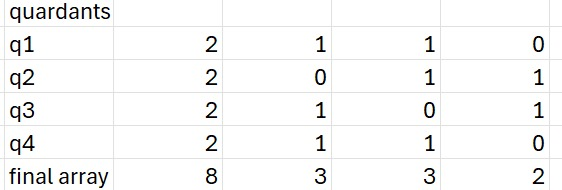 quardants
q1 2 1 1 0
q2 2 0 1 1
q3 2 1 0 1
q4 2 1 1 0
final array 8 3 3 2